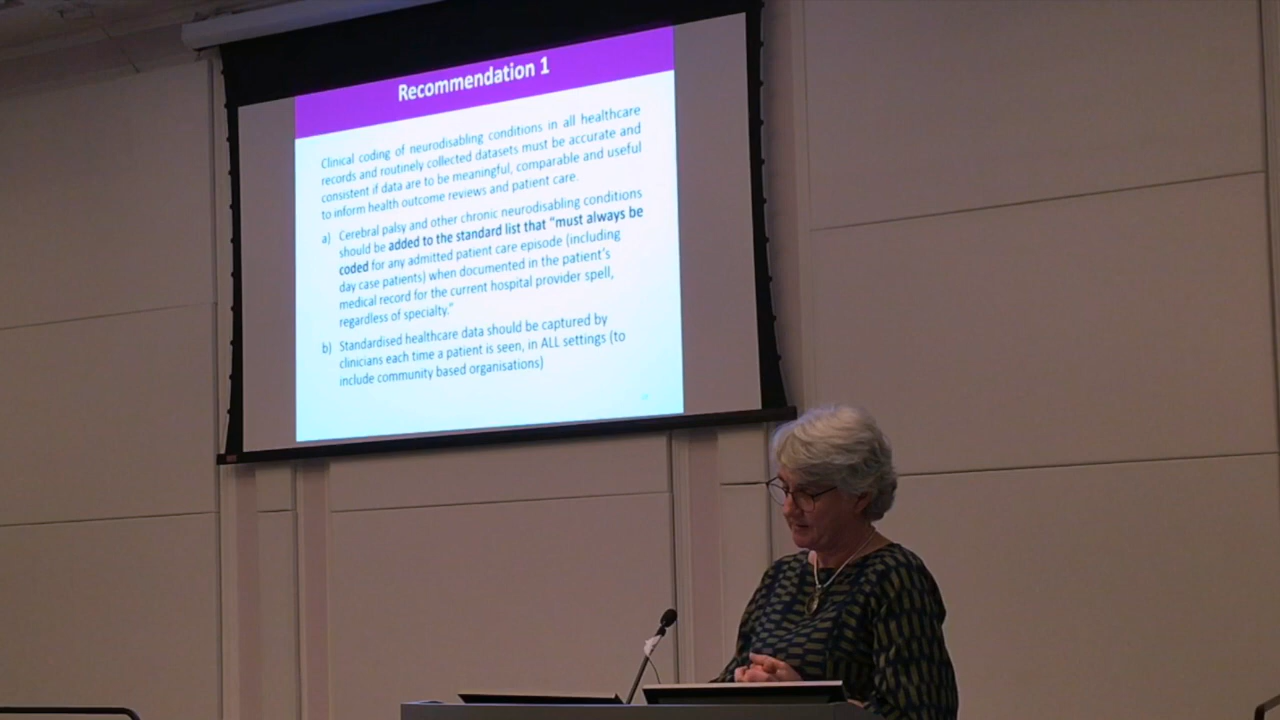 Recommendation 1
Clinical coding of neurodisabling conditions in all healthcare
records and routinely collected datasets must be accurate and
consistent if data are to be meaningful, comparable and useful
to inform health outcome reviews and patient care.
a) Cerebral palsy and other chronic neurodisabling conditions
should be added to the standard list that "must always be
coded for any admitted patient care episode (including
day case patients) when documented in the patient's
medical record for the current hospital provider spell,
regardless of specialty."
b) Standardised healthcare data should be captured by
clinicians each time a patient is seen, in ALL settings (to
include community based organisations)